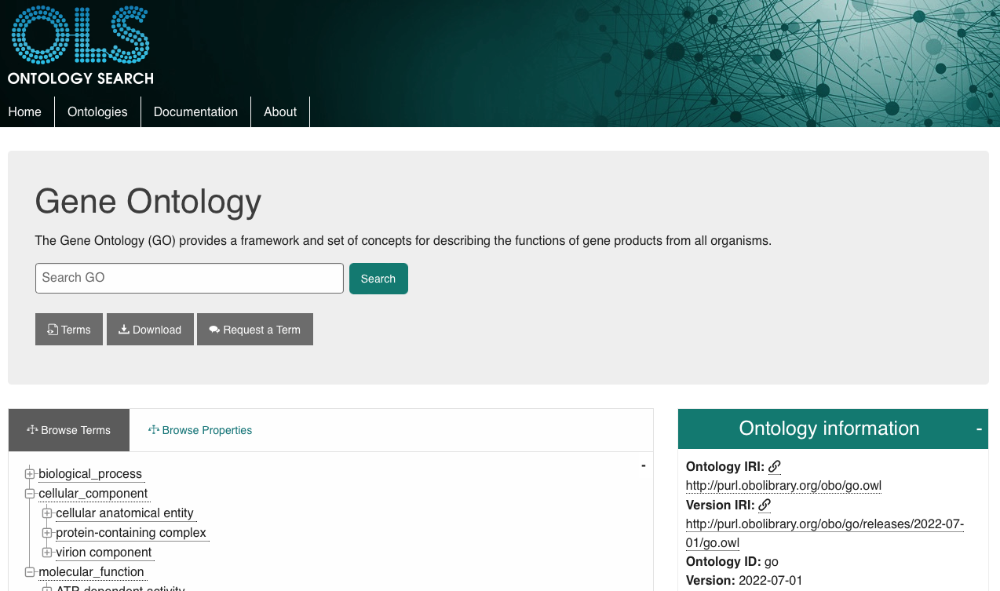 OLS
ONTOLOGY SEARCH
Home
Ontologies
Documentation
About
Gene Ontology
The Gene Ontology (GO) provides a framework and set of concepts for describing the functions of gene products from all organisms.
Search GO
Search
Terms
Download
Request a Term
Browse Terms
Browse Properties
-
biological_process
cellular_component
cellular anatomical entity
protein-containing complex
virion component
molecular_function
ATP-dependent activity
Ontology information -
Ontology IRI:
http://purl.obolibrary.org/obo/go.owl
Version IRI:
http://purl.obolibrary.org/obo/go/releases/2022-07-
01/go.owl
Ontology ID: go
Version: 2022-07-01